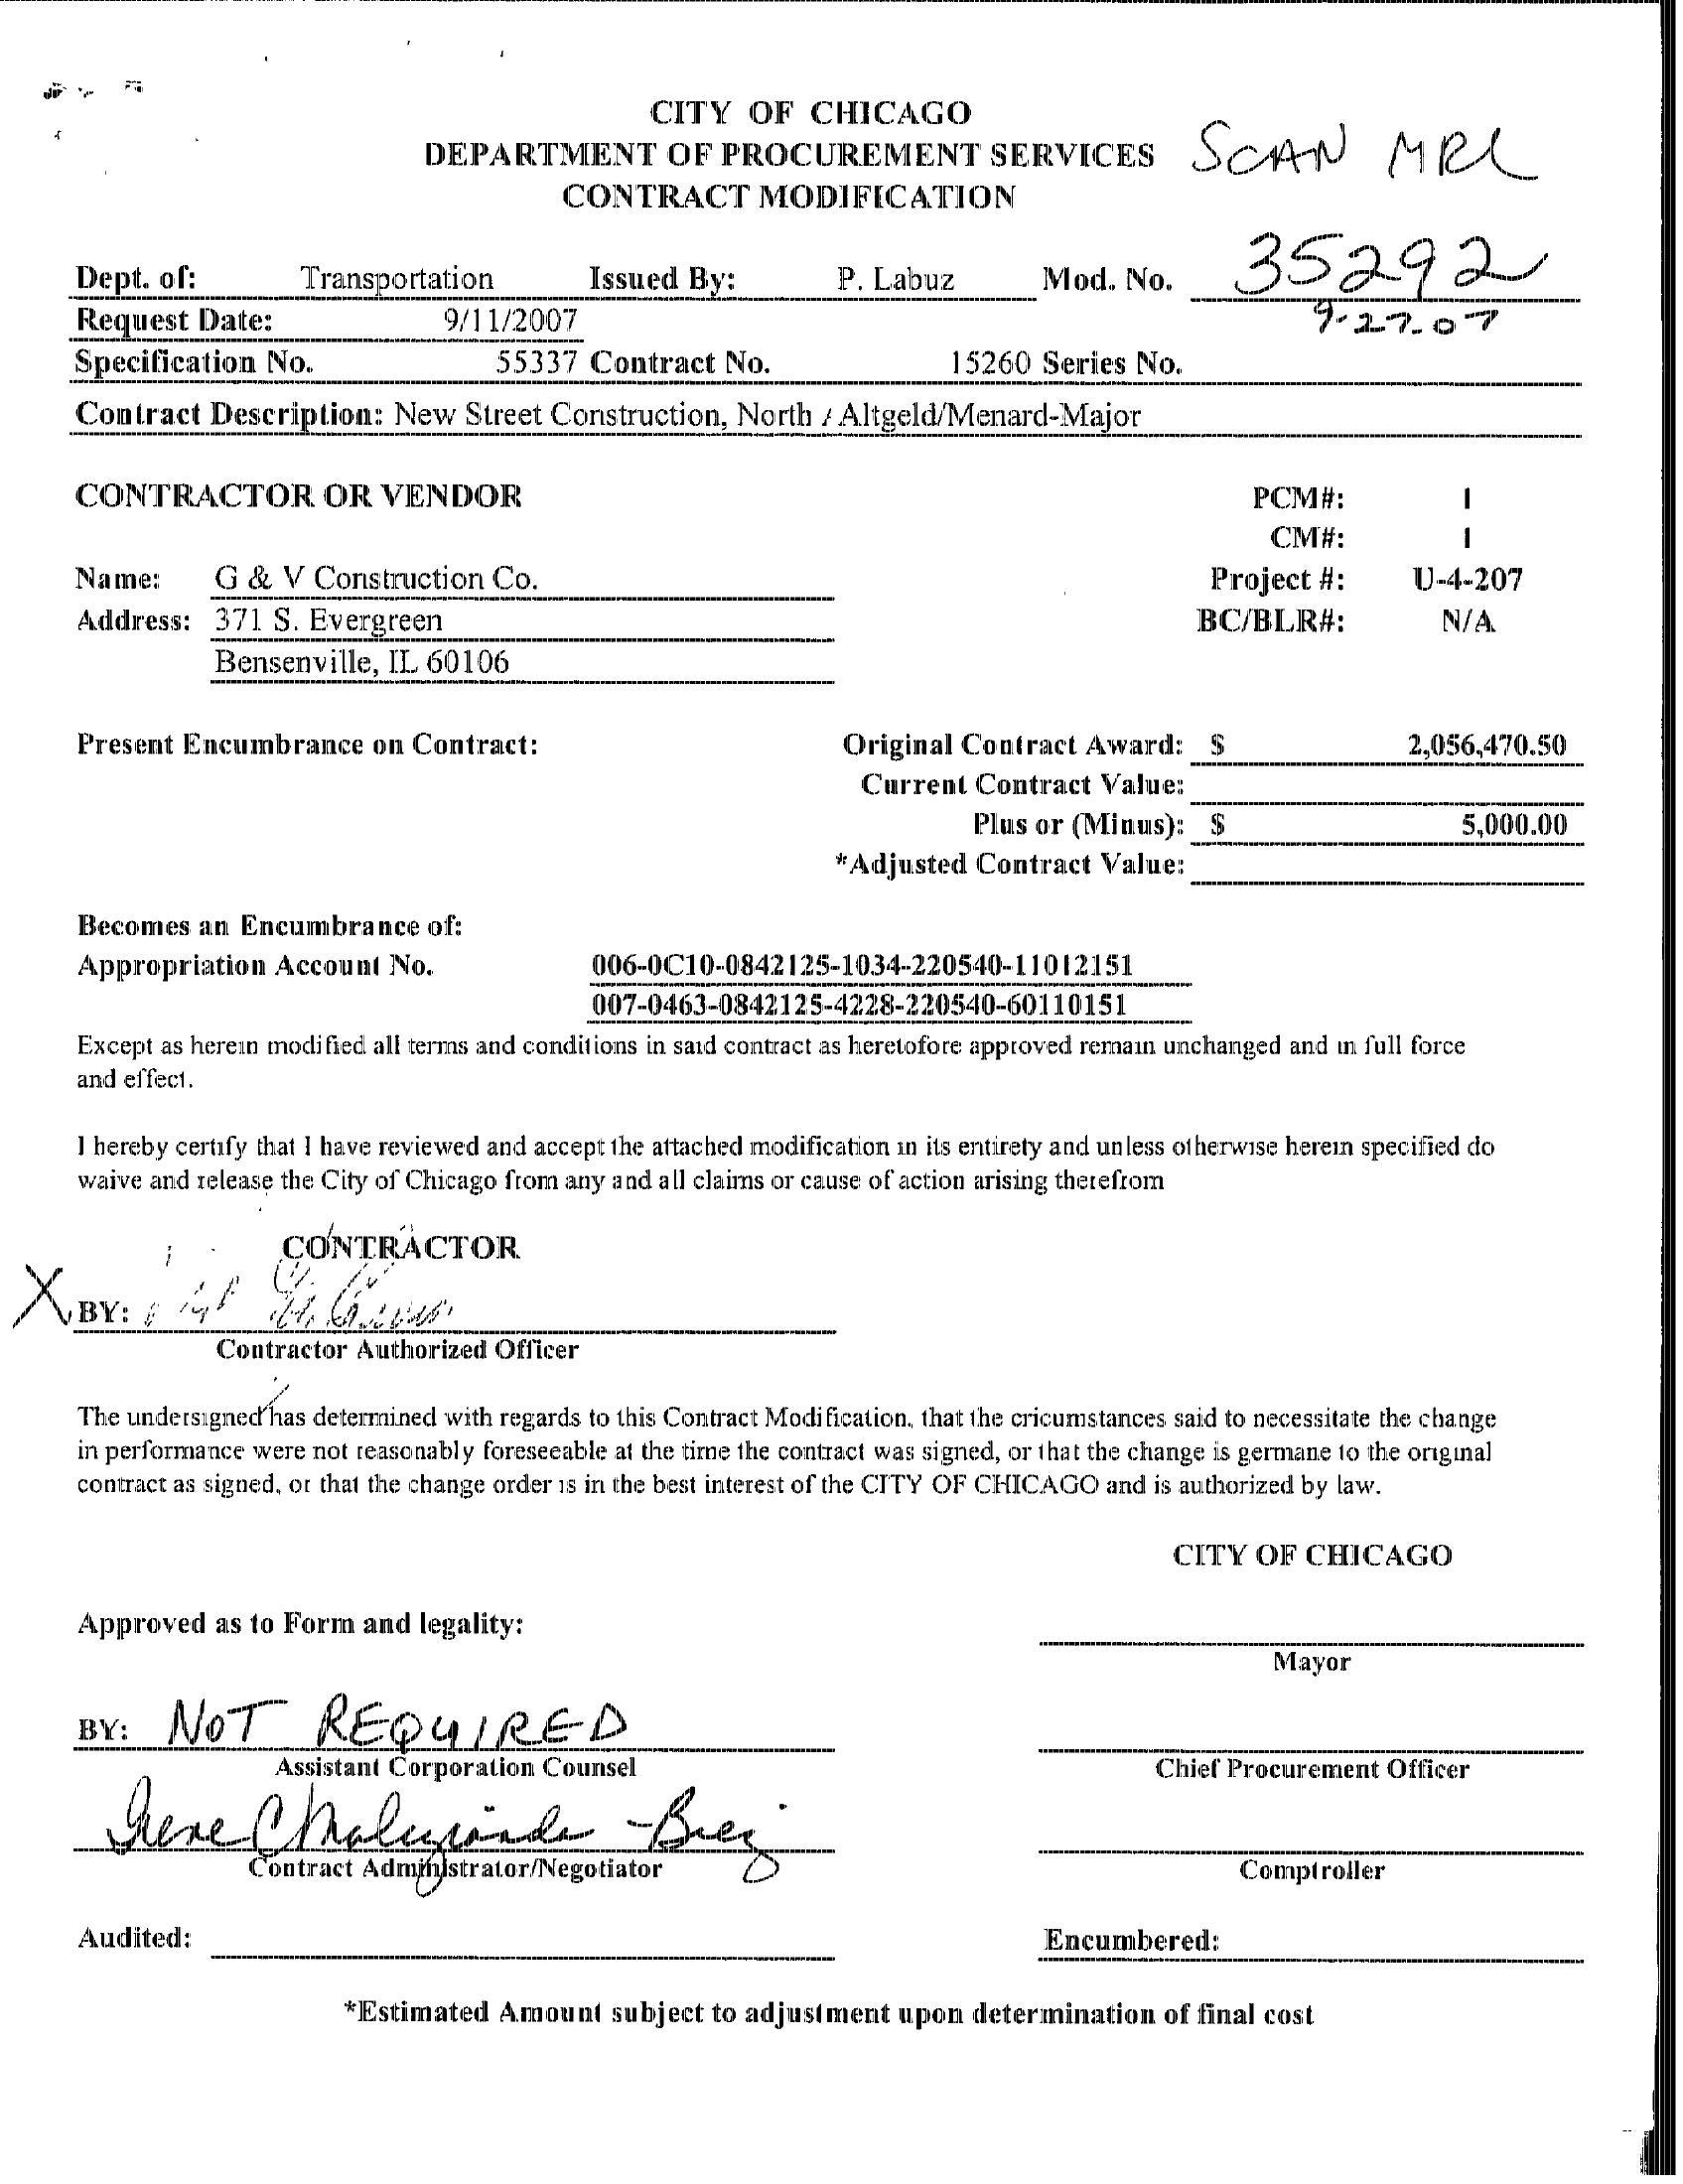 CITY OF CHICAGO
DEPARTMENT OF PROCUREMENT SERVICES
CONTRACT MODIFICATION
SCAN MRL
Dept. of: Transportation Issued By: P. Labuz Mod. No. 35292
Request Date: 9/11/2007 9-27-07
Specification No. 55337 Contract No. 15260 Series No.
Contract Description: New Street Construction, North / Altgeld/Menard-Major
CONTRACTOR OR VENDOR PCM#: 1
CM#: 1
Name: G & V Construction Co. Project #: U-4-207
Address: 371 S. Evergreen BC/BLR#: N/A
Bensenville, IL 60106
Present Encumbrance on Contract: Original Contract Award: $ 2,056,470.50
Current Contract Value:
Plus or (Minus): $ 5,000.00
*Adjusted Contract Value:
Becomes an Encumbrance of:
Appropriation Account No. 006-0C10-0842125-1034-220540-11012151
007-0463-0842125-4228-220540-60110151
Except as herein modified all terms and conditions in said contract as heretofore approved remain unchanged and in full force
and effect.
I hereby certify that I have reviewed and accept the attached modification in its entirety and unless otherwise herein specified do
waive and release the City of Chicago from any and all claims or cause of action arising therefrom
CONTRACTOR
X BY:
Contractor Authorized Officer
The undersigned has determined with regards to this Contract Modification, that the cricumstances said to necessitate the change
in performance were not reasonably foreseeable at the time the contract was signed, or that the change is germane to the original
contract as signed, or that the change order is in the best interest of the CITY OF CHICAGO and is authorized by law.
CITY OF CHICAGO
Approved as to Form and legality:
Mayor
BY: NOT REQUIRED
Assistant Corporation Counsel Chief Procurement Officer
Irene
Contract Administrator/Negotiator Comptroller
Audited: Encumbered:
*Estimated Amount subject to adjustment upon determination of final cost